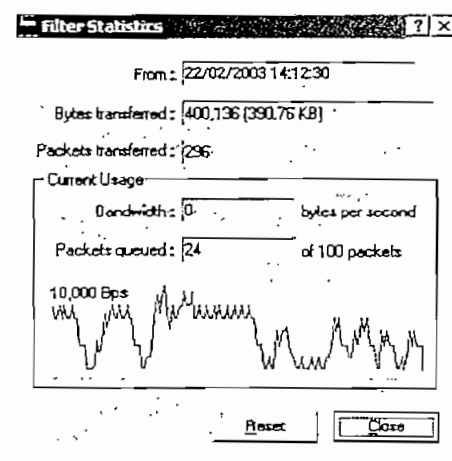 Filter Statistics
From : 22/02/2003 14:12:30
Bytes transferred : 400,136 (390.76 KB)
Packets transferred : 296
Current Usage
Bandwidth : 0 bytes per second
Packets queued : 24 of 100 packets
10,000 Bps
Reset
Close